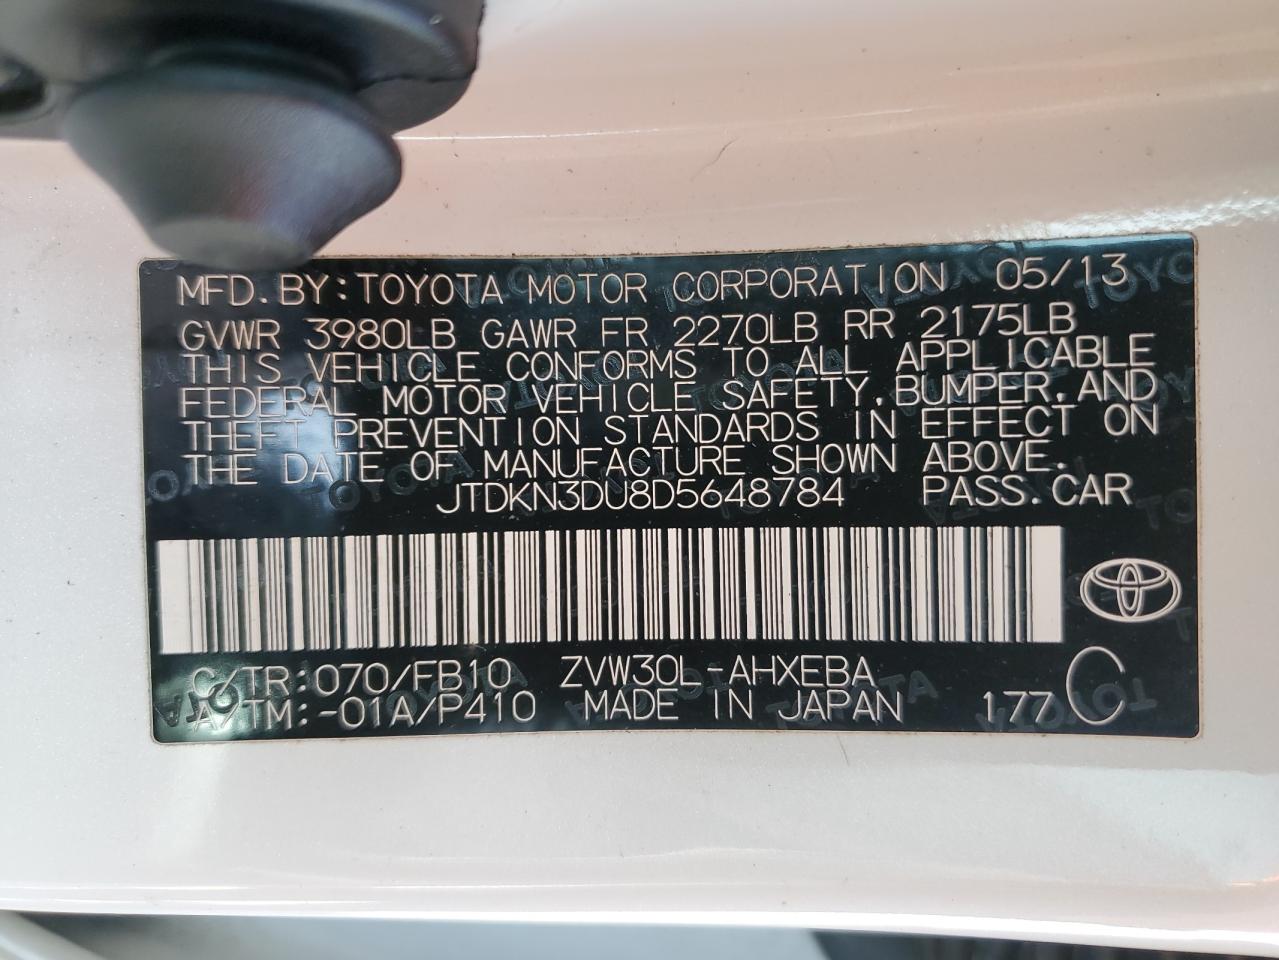 MFD. BY: TOYOTA MOTOR CORPORATION 05/13
GVWR 3980LB GAWR FR 2270LB RR 2175LB
THIS VEHICLE CONFORMS TO ALL APPLICABLE
FEDERAL MOTOR VEHICLE SAFETY, BUMPER, AND
THEFT PREVENTION STANDARDS IN EFFECT ON
THE DATE OF MANUFACTURE SHOWN ABOVE.
JTDKN3DU8D5648784 PASS. CAR
C/TR: 070/FB10 ZVW30L-AHXEBA
A/TM: -01A/P410 MADE IN JAPAN 177 C